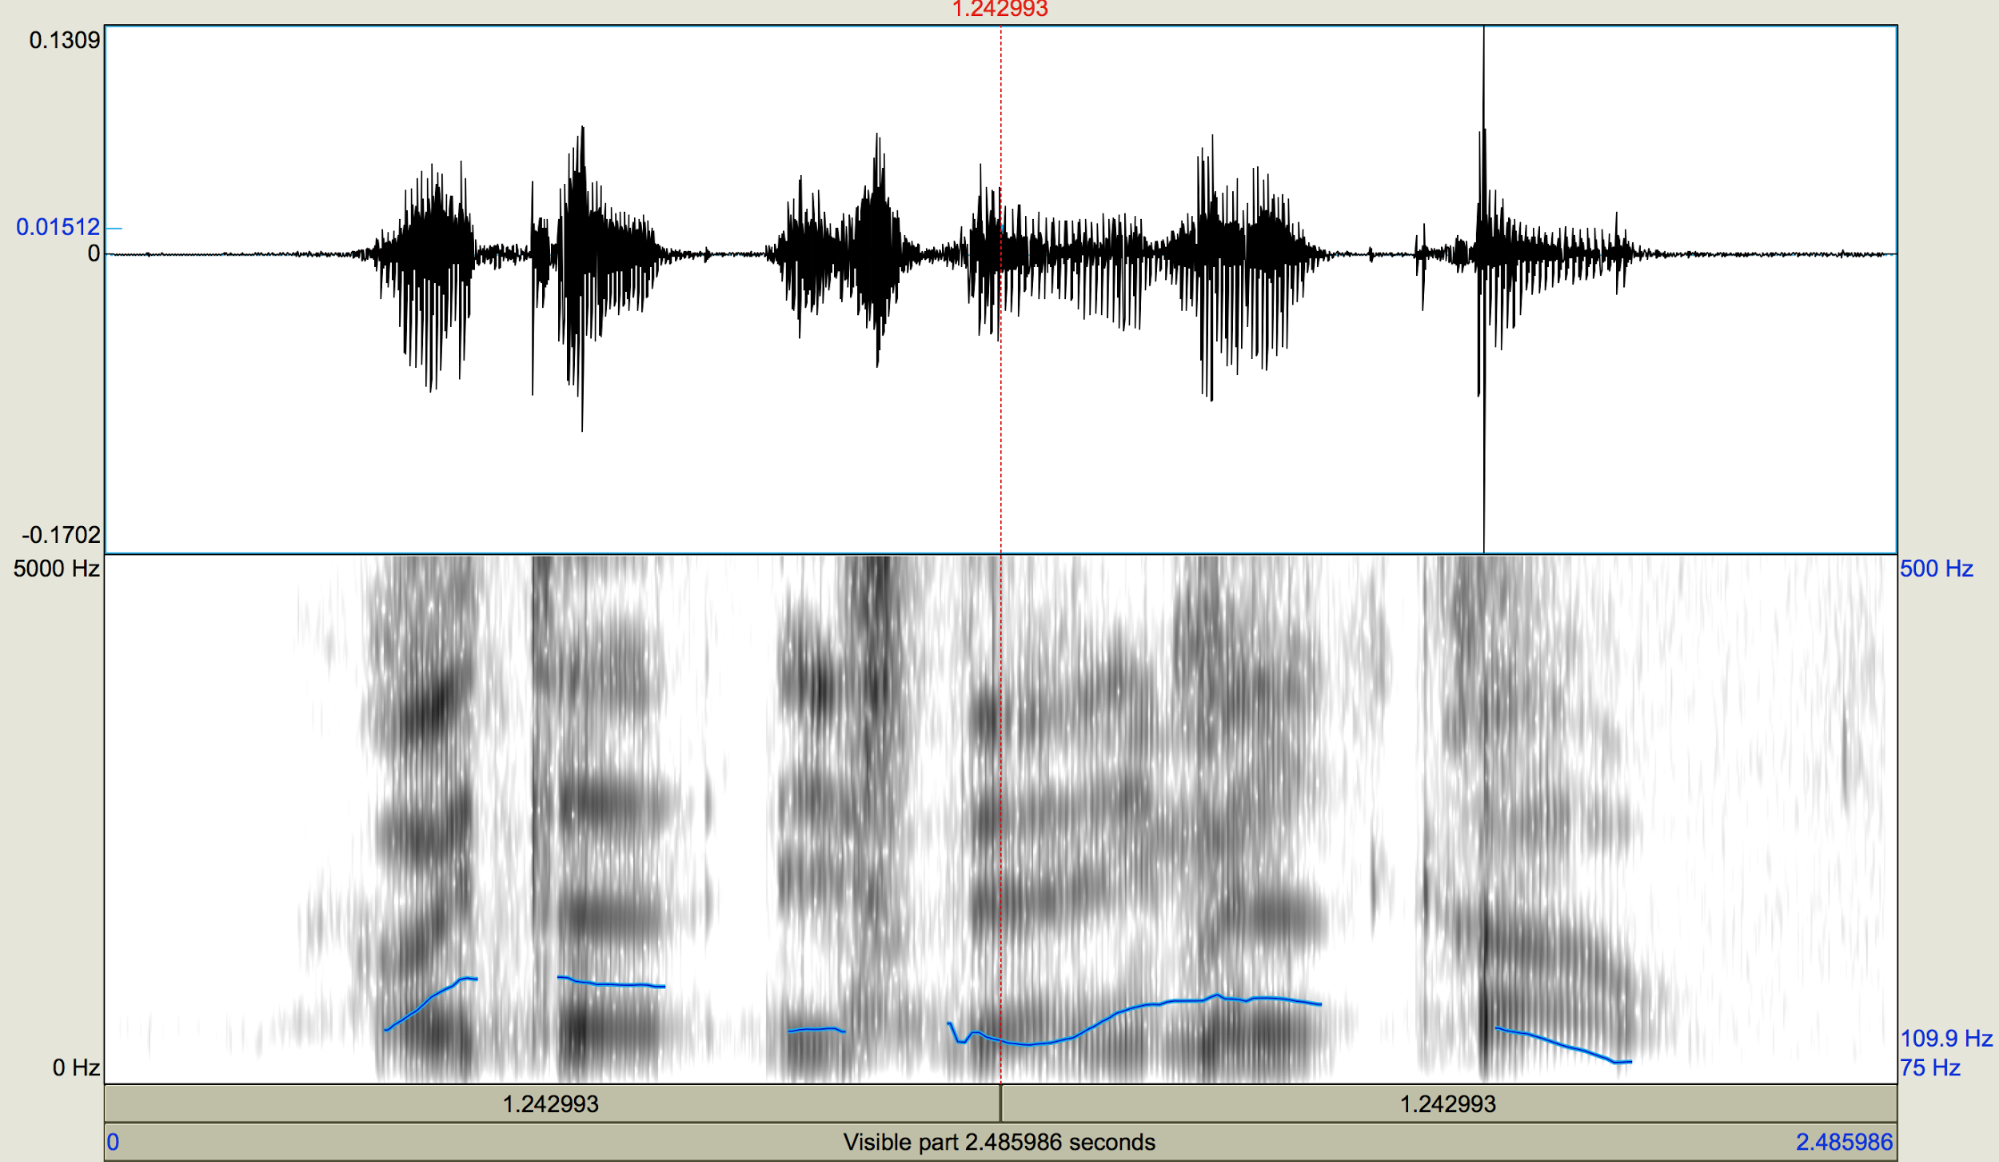 1.242993
0.1309
0.01512
0
-0.1702
5000 Hz
500 Hz
109.9 Hz
0 Hz
75 Hz
1.242993
1.242993
0
Visible part 2.485986 seconds
2.485986